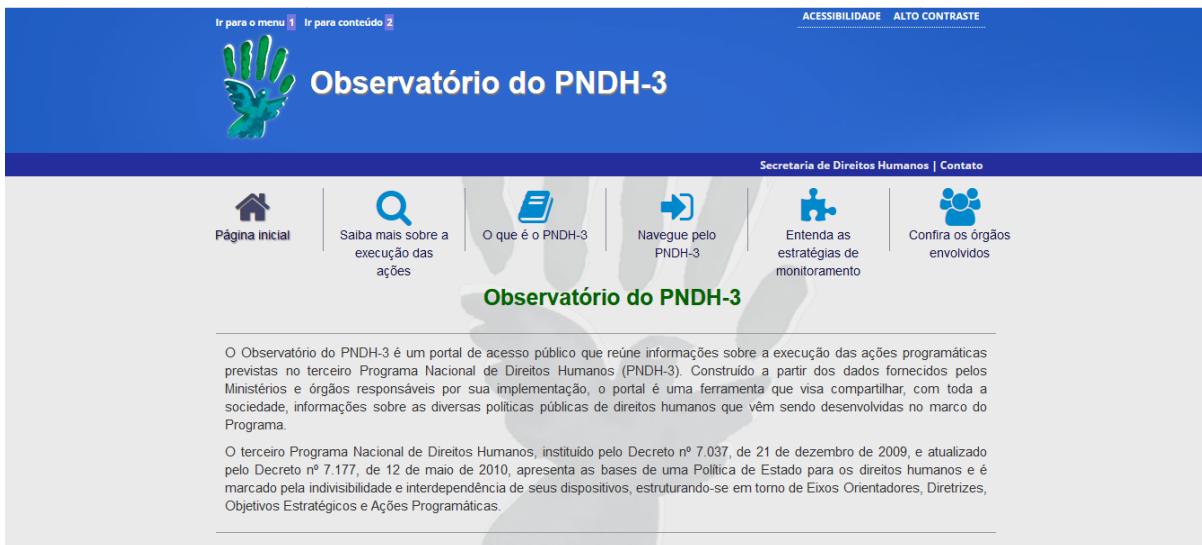 Ir para o menu 1 Ir para conteúdo 2
ACESSIBILIDADE ALTO CONTRASTE
Observatório do PNDH-3
Secretaria de Direitos Humanos | Contato
Página inicial
Saiba mais sobre a
execução das
ações
O que é o PNDH-3
Navegue pelo
PNDH-3
Entenda as
estratégias de
monitoramento
Confira os órgãos
envolvidos
Observatório do PNDH-3
O Observatório do PNDH-3 é um portal de acesso público que reúne informações sobre a execução das ações programáticas
previstas no terceiro Programa Nacional de Direitos Humanos (PNDH-3). Construído a partir dos dados fornecidos pelos
Ministérios e órgãos responsáveis por sua implementação, o portal é uma ferramenta que visa compartilhar, com toda a
sociedade, informações sobre as diversas políticas públicas de direitos humanos que vêm sendo desenvolvidas no marco do
Programa.
O terceiro Programa Nacional de Direitos Humanos, instituído pelo Decreto nº 7.037, de 21 de dezembro de 2009, e atualizado
pelo Decreto nº 7.177, de 12 de maio de 2010, apresenta as bases de uma Política de Estado para os direitos humanos e é
marcado pela indivisibilidade e interdependência de seus dispositivos, estruturando-se em torno de Eixos Orientadores, Diretrizes,
Objetivos Estratégicos e Ações Programáticas.